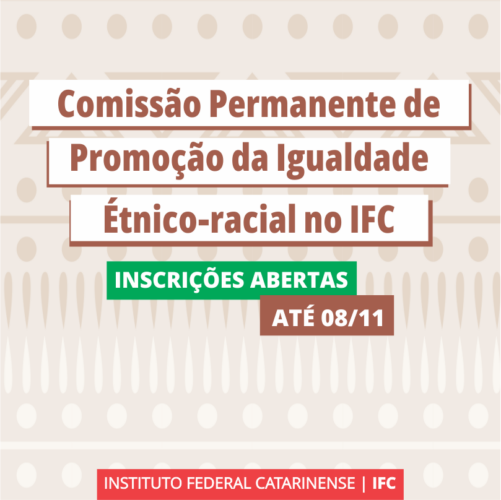 Comissão Permanente de
Promoção da Igualdade
Étnico-racial no IFC
INSCRIÇÕES ABERTAS
ATÉ 08/11
INSTITUTO FEDERAL CATARINENSE | IFC